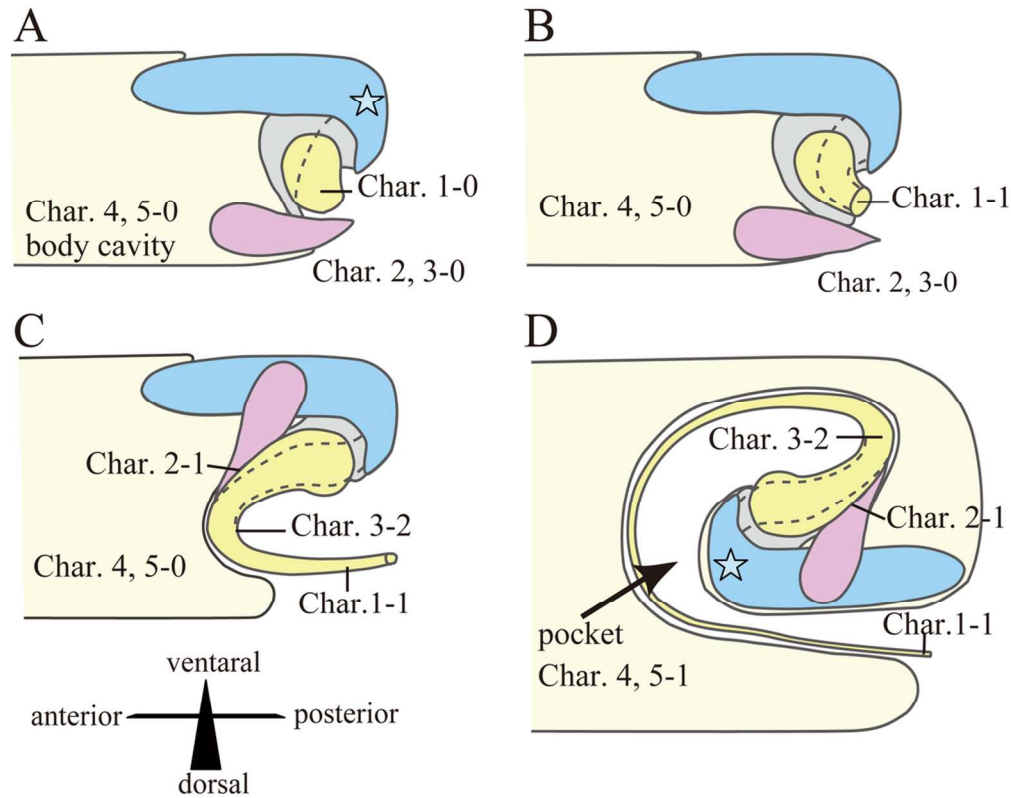 A
Char. 1-0
Char. 4, 5-0
body cavity
Char. 2, 3-0
B
Char. 4, 5-0
Char. 1-1
Char. 2, 3-0
C
Char. 2-1
Char. 3-2
Char. 4, 5-0
Char.1-1
D
Char. 3-2
Char. 2-1
Char.1-1
pocket
Char. 4, 5-1
ventaral
anterior
posterior
dorsal